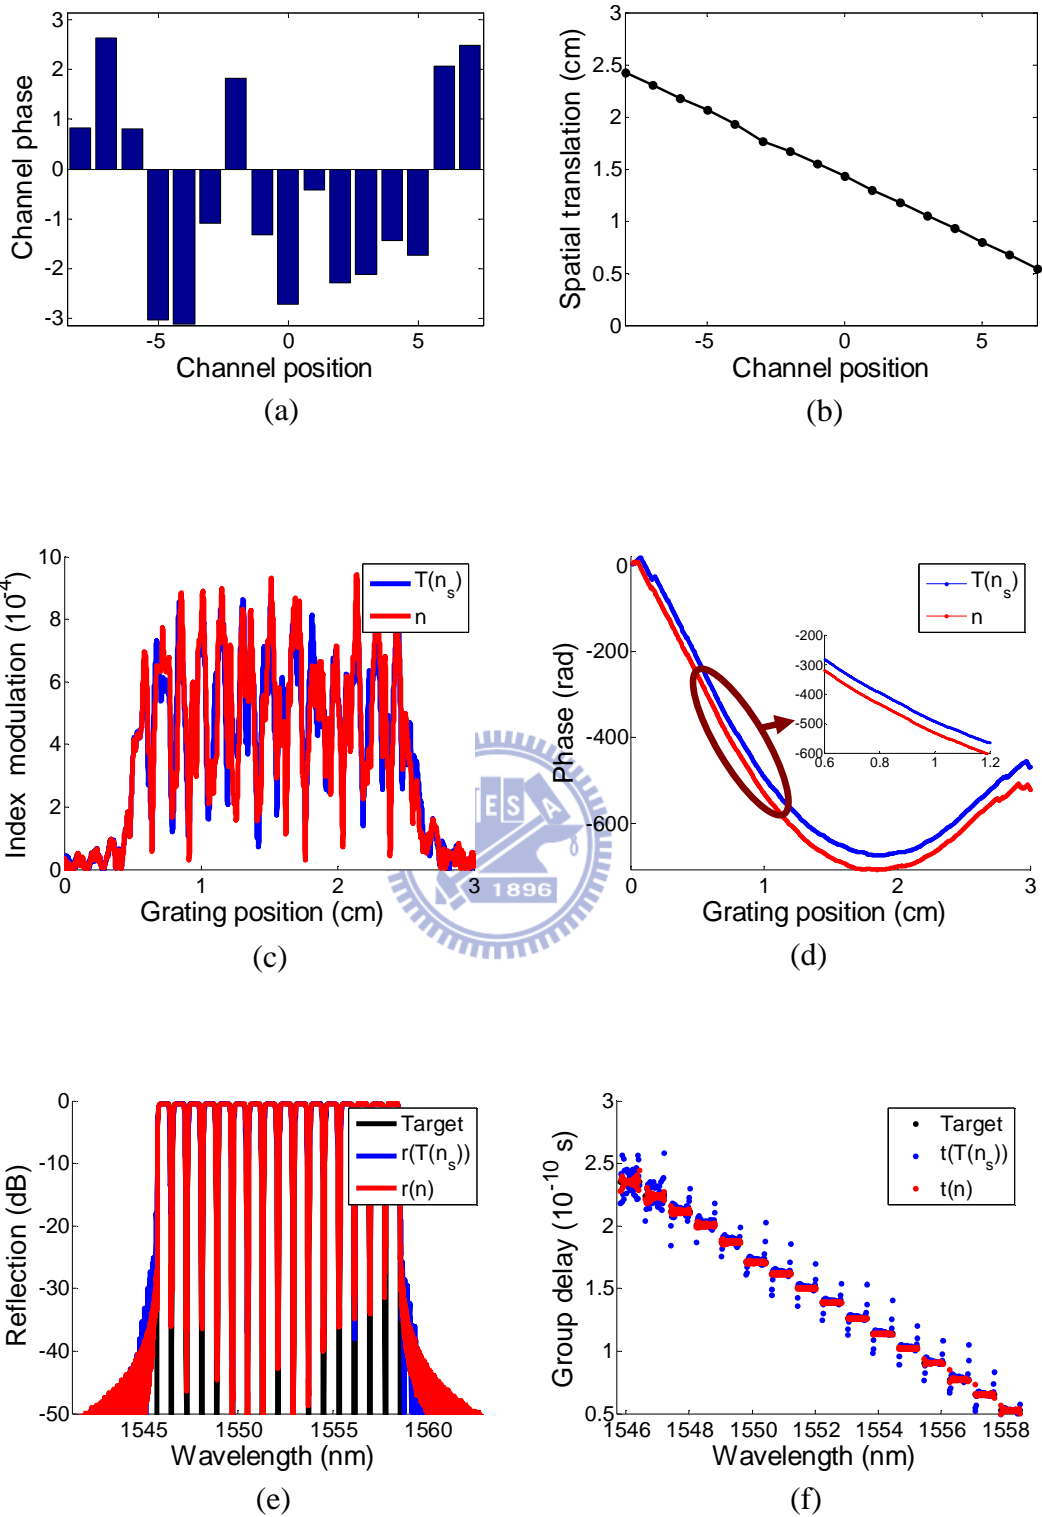 3
2
1
0
-1
-2
-3
Channel phase
-5
0
5
Channel position
(a)
3
2.5
2
1.5
1
0.5
0
Spatial translation (cm)
-5
0
5
Channel position
(b)
10
8
6
4
2
0
Index modulation (10^-4)
T(n_s)
n
0
1
2
3
Grating position (cm)
(c)
0
-200
-400
-600
Phase (rad)
T(n_s)
n
-200
-300
-400
-500
-600
0.6
0.8
1
1.2
0
1
2
3
Grating position (cm)
(d)
ES A
1896
0
-10
-20
-30
-40
-50
Reflection (dB)
Target
r(T(n_s))
r(n)
1545
1550
1555
1560
Wavelength (nm)
(e)
3
2.5
2
1.5
1
0.5
Group delay (10^-10 s)
Target
t(T(n_s))
t(n)
1546
1548
1550
1552
1554
1556
1558
Wavelength (nm)
(f)